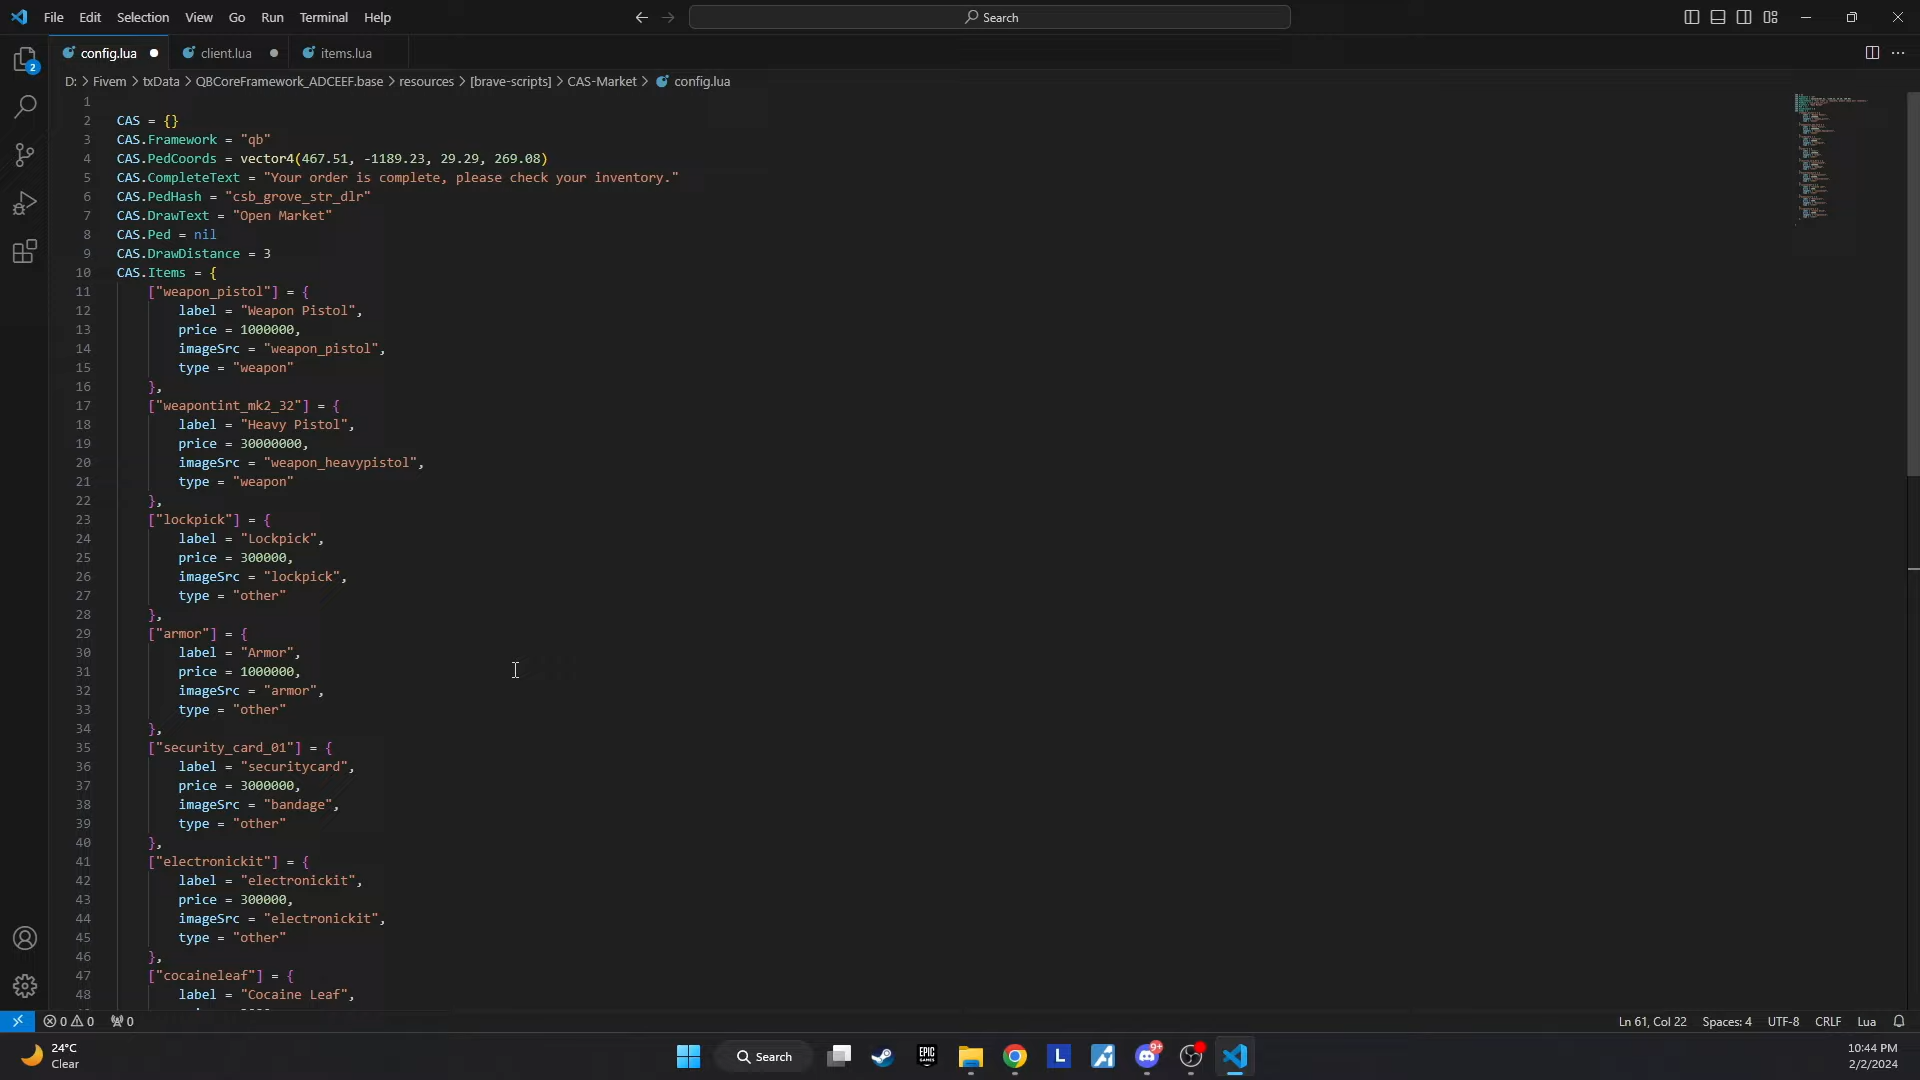 File Edit Selection View Go Run Terminal Help
Search
config.lua
client.lua
items.lua
D: > Fivem > txData > QBCoreFramework_ADCEEF.base > resources > [brave-scripts] > CAS-Market > config.lua
2
1
2 CAS = {}
3 CAS.Framework = "qb"
4 CAS.PedCoords = vector4(467.51, -1189.23, 29.29, 269.08)
5 CAS.CompleteText = "Your order is complete, please check your inventory."
6 CAS.PedHash = "csb_grove_str_dlr"
7 CAS.DrawText = "Open Market"
8 CAS.Ped = nil
9 CAS.DrawDistance = 3
10 CAS.Items = {
11 ["weapon_pistol"] = {
12 label = "Weapon Pistol",
13 price = 1000000,
14 imageSrc = "weapon_pistol",
15 type = "weapon"
16 },
17 ["weapontint_mk2_32"] = {
18 label = "Heavy Pistol",
19 price = 30000000,
20 imageSrc = "weapon_heavypistol",
21 type = "weapon"
22 },
23 ["lockpick"] = {
24 label = "Lockpick",
25 price = 300000,
26 imageSrc = "lockpick",
27 type = "other"
28 },
29 ["armor"] = {
30 label = "Armor",
31 price = 1000000,
32 imageSrc = "armor",
33 type = "other"
34 },
35 ["security_card_01"] = {
36 label = "securitycard",
37 price = 3000000,
38 imageSrc = "bandage",
39 type = "other"
40 },
41 ["electronickit"] = {
42 label = "electronickit",
43 price = 300000,
44 imageSrc = "electronickit",
45 type = "other"
46 },
47 ["cocaineleaf"] = {
48 label = "Cocaine Leaf",
0 0 0
Ln 61, Col 22 Spaces: 4 UTF-8 CRLF Lua
24°C
Clear
Search
EPIC GAMES
L
9+
10:44 PM
2/2/2024